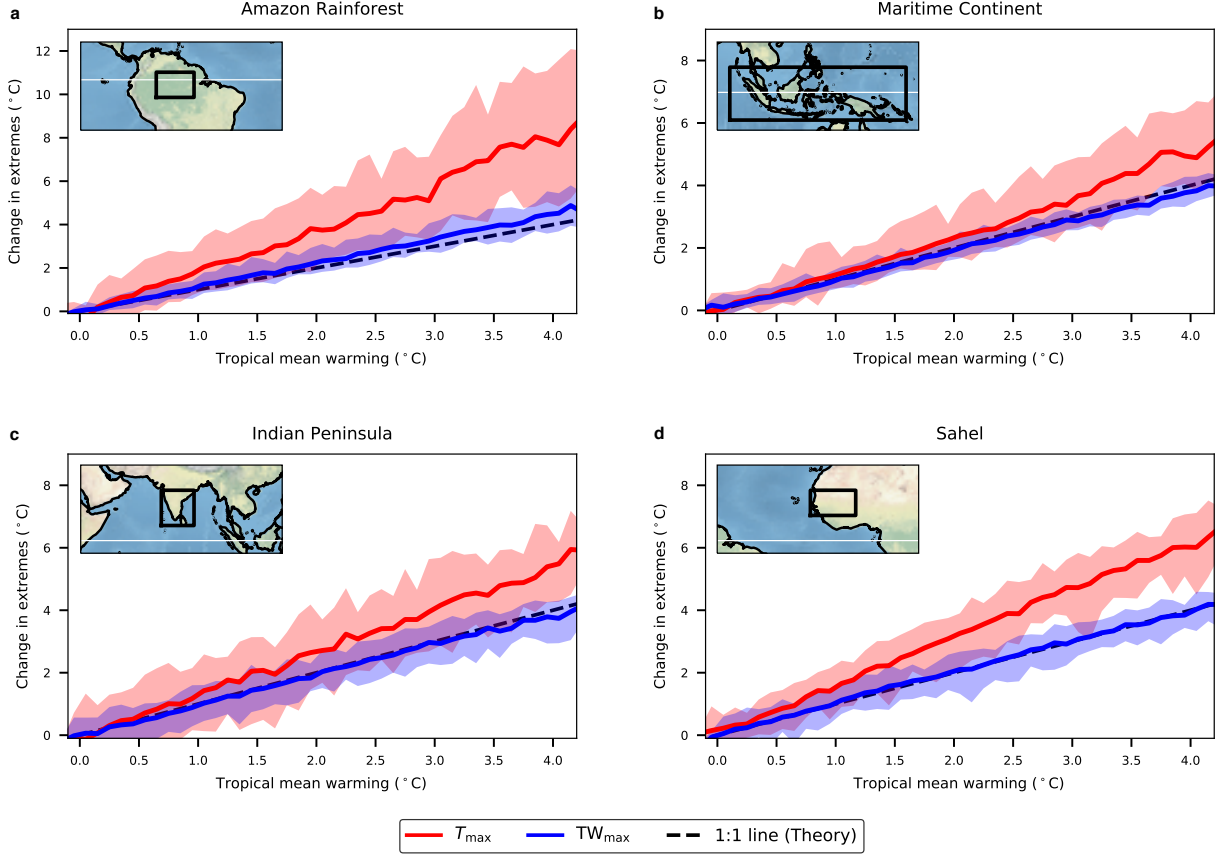 a
Amazon Rainforest
12
10
8
6
4
2
0
Change in extremes (°C)
0.0 0.5 1.0 1.5 2.0 2.5 3.0 3.5 4.0
Tropical mean warming (°C)
b
Maritime Continent
8
6
4
2
0
Change in extremes (°C)
0.0 0.5 1.0 1.5 2.0 2.5 3.0 3.5 4.0
Tropical mean warming (°C)
c
Indian Peninsula
8
6
4
2
0
Change in extremes (°C)
0.0 0.5 1.0 1.5 2.0 2.5 3.0 3.5 4.0
Tropical mean warming (°C)
d
Sahel
8
6
4
2
0
Change in extremes (°C)
0.0 0.5 1.0 1.5 2.0 2.5 3.0 3.5 4.0
Tropical mean warming (°C)
Tmax TWmax 1:1 line (Theory)